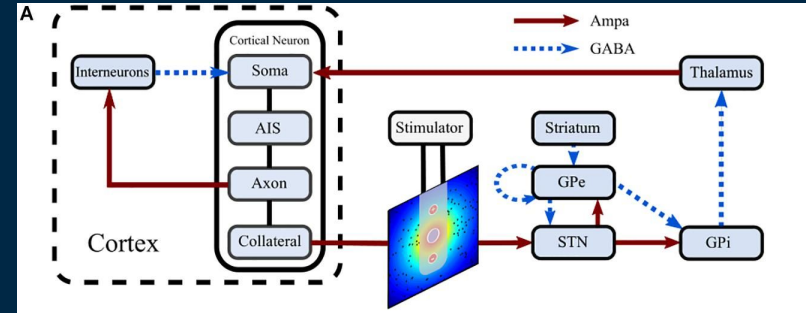 A
Ampa
GABA
Cortical Neuron
Interneurons
Soma
Thalamus
AIS
Stimulator
Striatum
Axon
GPe
Cortex
Collateral
STN
GPi